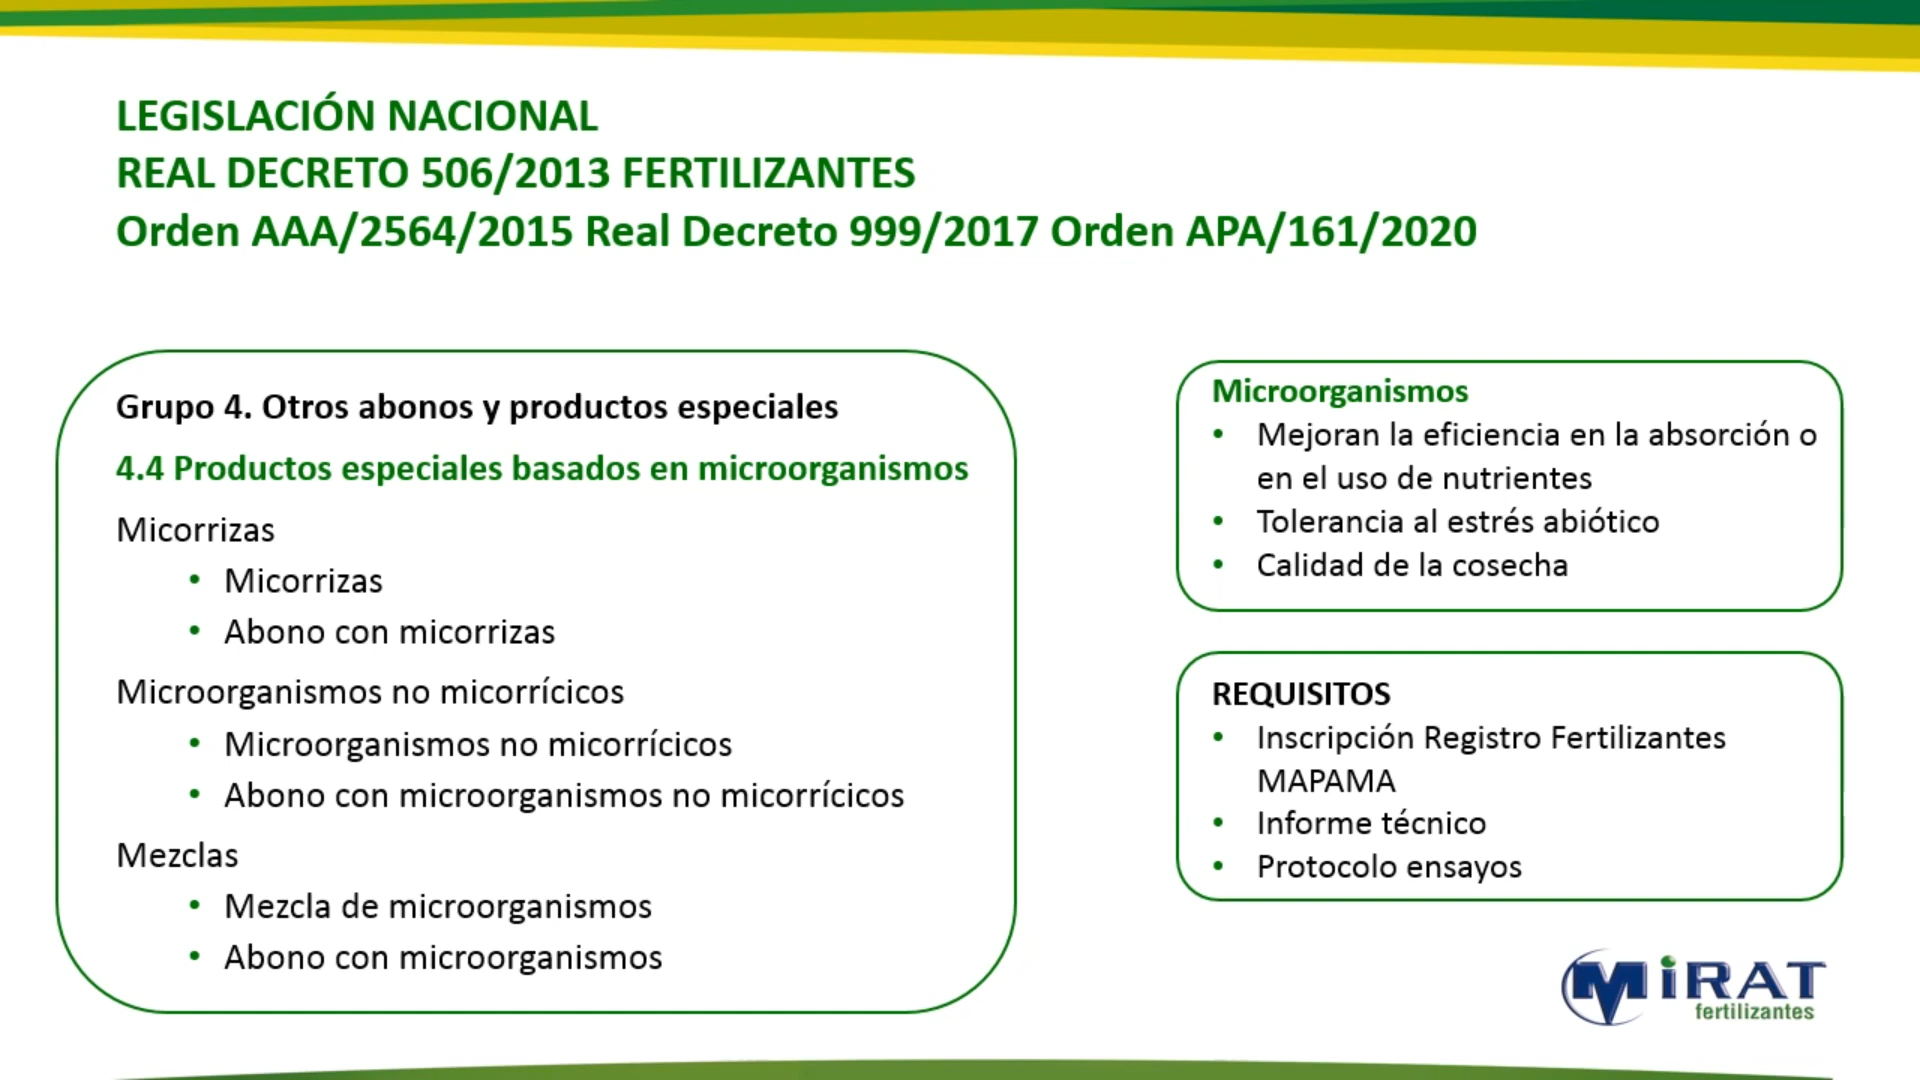 LEGISLACIÓN NACIONAL
REAL DECRETO 506/2013 FERTILIZANTES
Orden AAA/2564/2015 Real Decreto 999/2017 Orden APA/161/2020
Grupo 4. Otros abonos y productos especiales
4.4 Productos especiales basados en microorganismos
Micorrizas
• Micorrizas
• Abono con micorrizas
Microorganismos no micorrícicos
• Microorganismos no micorrícicos
• Abono con microorganismos no micorrícicos
Mezclas
• Mezcla de microorganismos
• Abono con microorganismos
Microorganismos
• Mejoran la eficiencia en la absorción o
en el uso de nutrientes
• Tolerancia al estrés abiótico
• Calidad de la cosecha
REQUISITOS
• Inscripción Registro Fertilizantes
MAPAMA
• Informe técnico
• Protocolo ensayos
MiRAT
fertilizantes